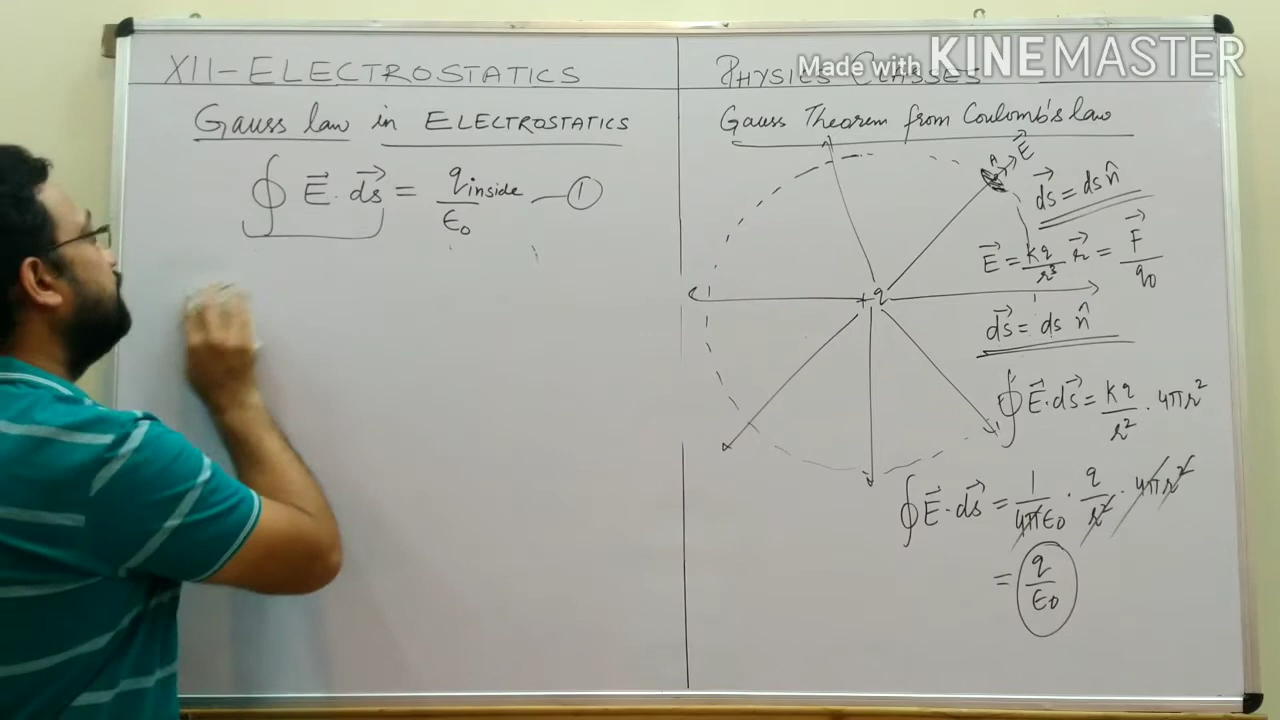 XII-ELECTROSTATICS
Gauss law in ELECTROSTATICS
∮ E⃗ · ds⃗ = q inside / ε₀ — ①
PHYSICS CLASSES
Made with KINEMASTER
Gauss Theorem from Coulomb's law
A E⃗
ds⃗ = ds n̂
E⃗ = kq/r³ r⃗ = F⃗/q₀
+q
ds⃗ = ds n̂
∮ E⃗ · ds⃗ = kq/r² · 4πr²
∮ E⃗ · ds⃗ = 1/4πε₀ · q/r² · 4πr²
= q/ε₀